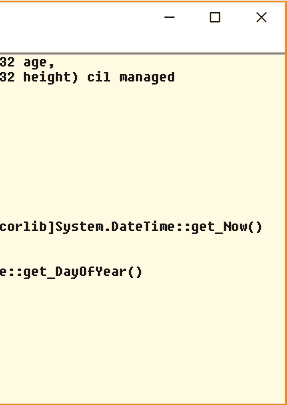 32 age,
32 height) cil managed
corlib]System.DateTime::get_Now()
e::get_DayOfYear()